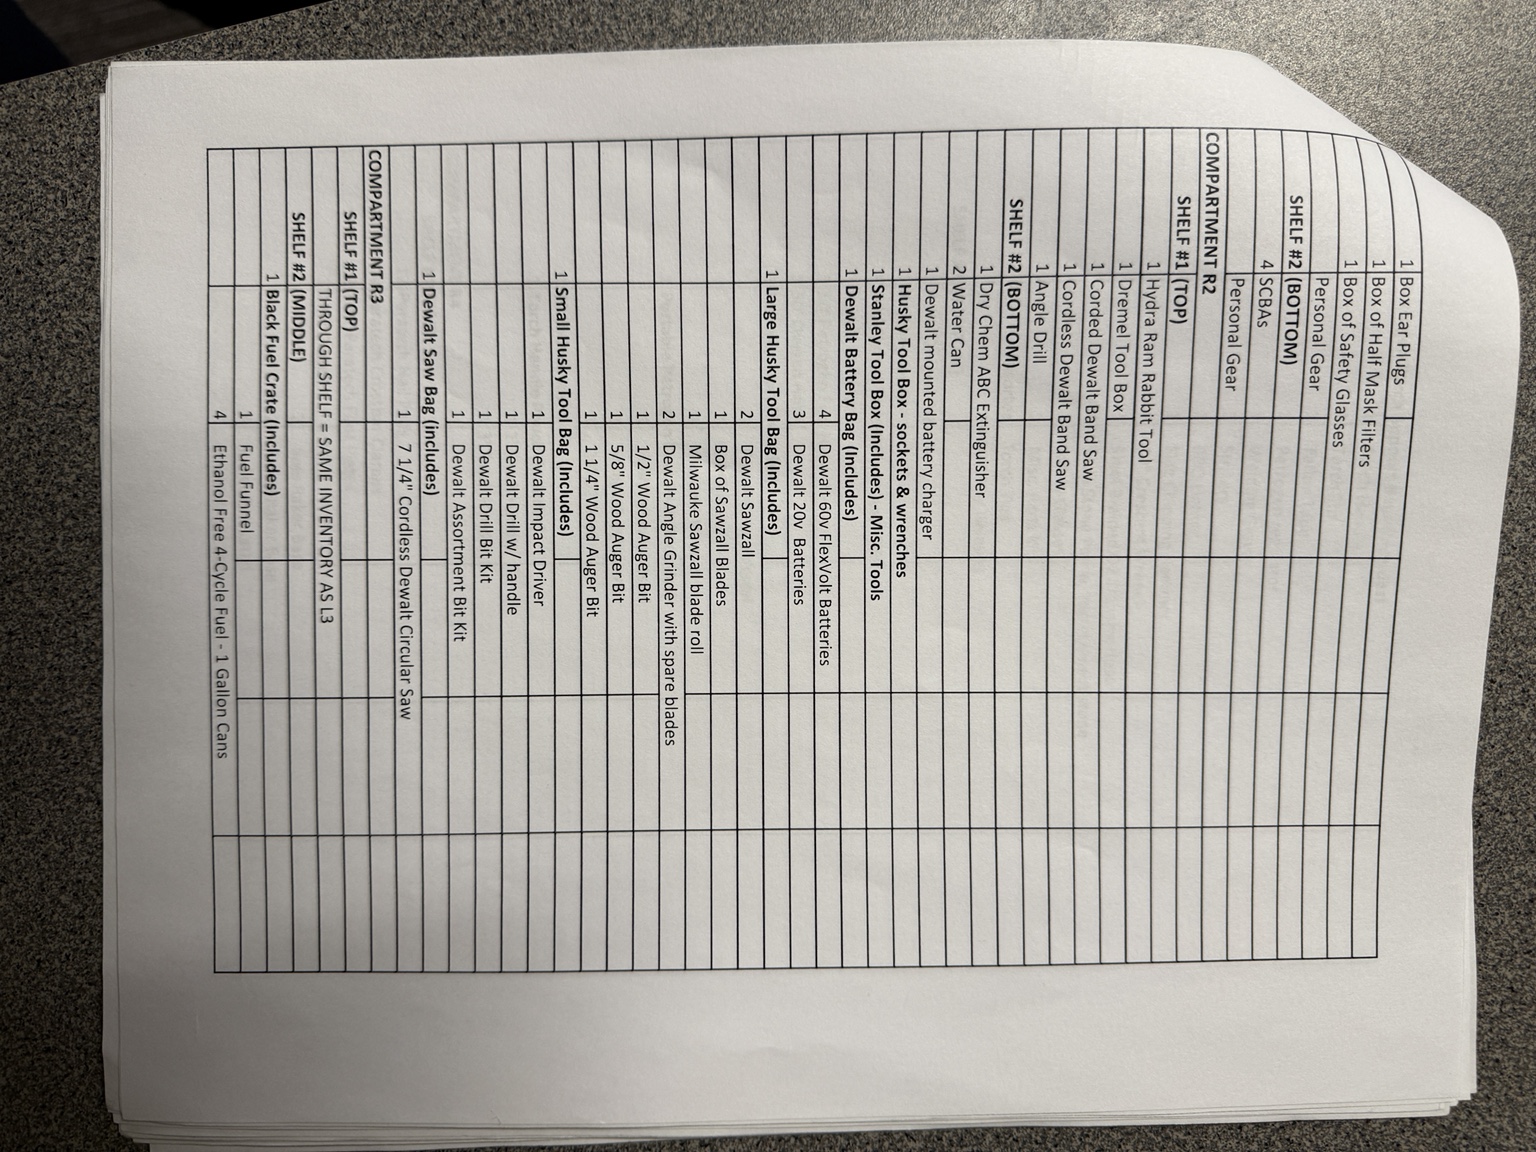 1 Box Ear Plugs
1 Box of Half Mask Filters
1 Box of Safety Glasses
Personal Gear
SHELF #2 (BOTTOM)
4 SCBAs
Personal Gear
COMPARTMENT R2
SHELF #1 (TOP)
1 Hydra Ram Rabbit Tool
1 Dremel Tool Box
1 Corded Dewalt Band Saw
1 Cordless Dewalt Band Saw
1 Angle Drill
SHELF #2 (BOTTOM)
1 Dry Chem ABC Extinguisher
2 Water Can
1 Dewalt mounted battery charger
1 Husky Tool Box - sockets & wrenches
1 Stanley Tool Box (Includes) - Misc. Tools
1 Dewalt Battery Bag (Includes)
4 Dewalt 60v FlexVolt Batteries
3 Dewalt 20v Batteries
1 Large Husky Tool Bag (Includes)
2 Dewalt Sawzall
1 Box of Sawzall Blades
1 Milwauke Sawzall blade roll
2 Dewalt Angle Grinder with spare blades
1 1/2" Wood Auger Bit
1 5/8" Wood Auger Bit
1 1 1/4" Wood Auger Bit
1 Small Husky Tool Bag (Includes)
1 Dewalt Impact Driver
1 Dewalt Drill w/ handle
1 Dewalt Drill Bit Kit
1 Dewalt Assortment Bit Kit
1 Dewalt Saw Bag (includes)
1 7 1/4" Cordless Dewalt Circular Saw
COMPARTMENT R3
SHELF #1 (TOP)
THROUGH SHELF = SAME INVENTORY AS L3
SHELF #2 (MIDDLE)
1 Black Fuel Crate (Includes)
1 Fuel Funnel
4 Ethanol Free 4-Cycle Fuel - 1 Gallon Cans